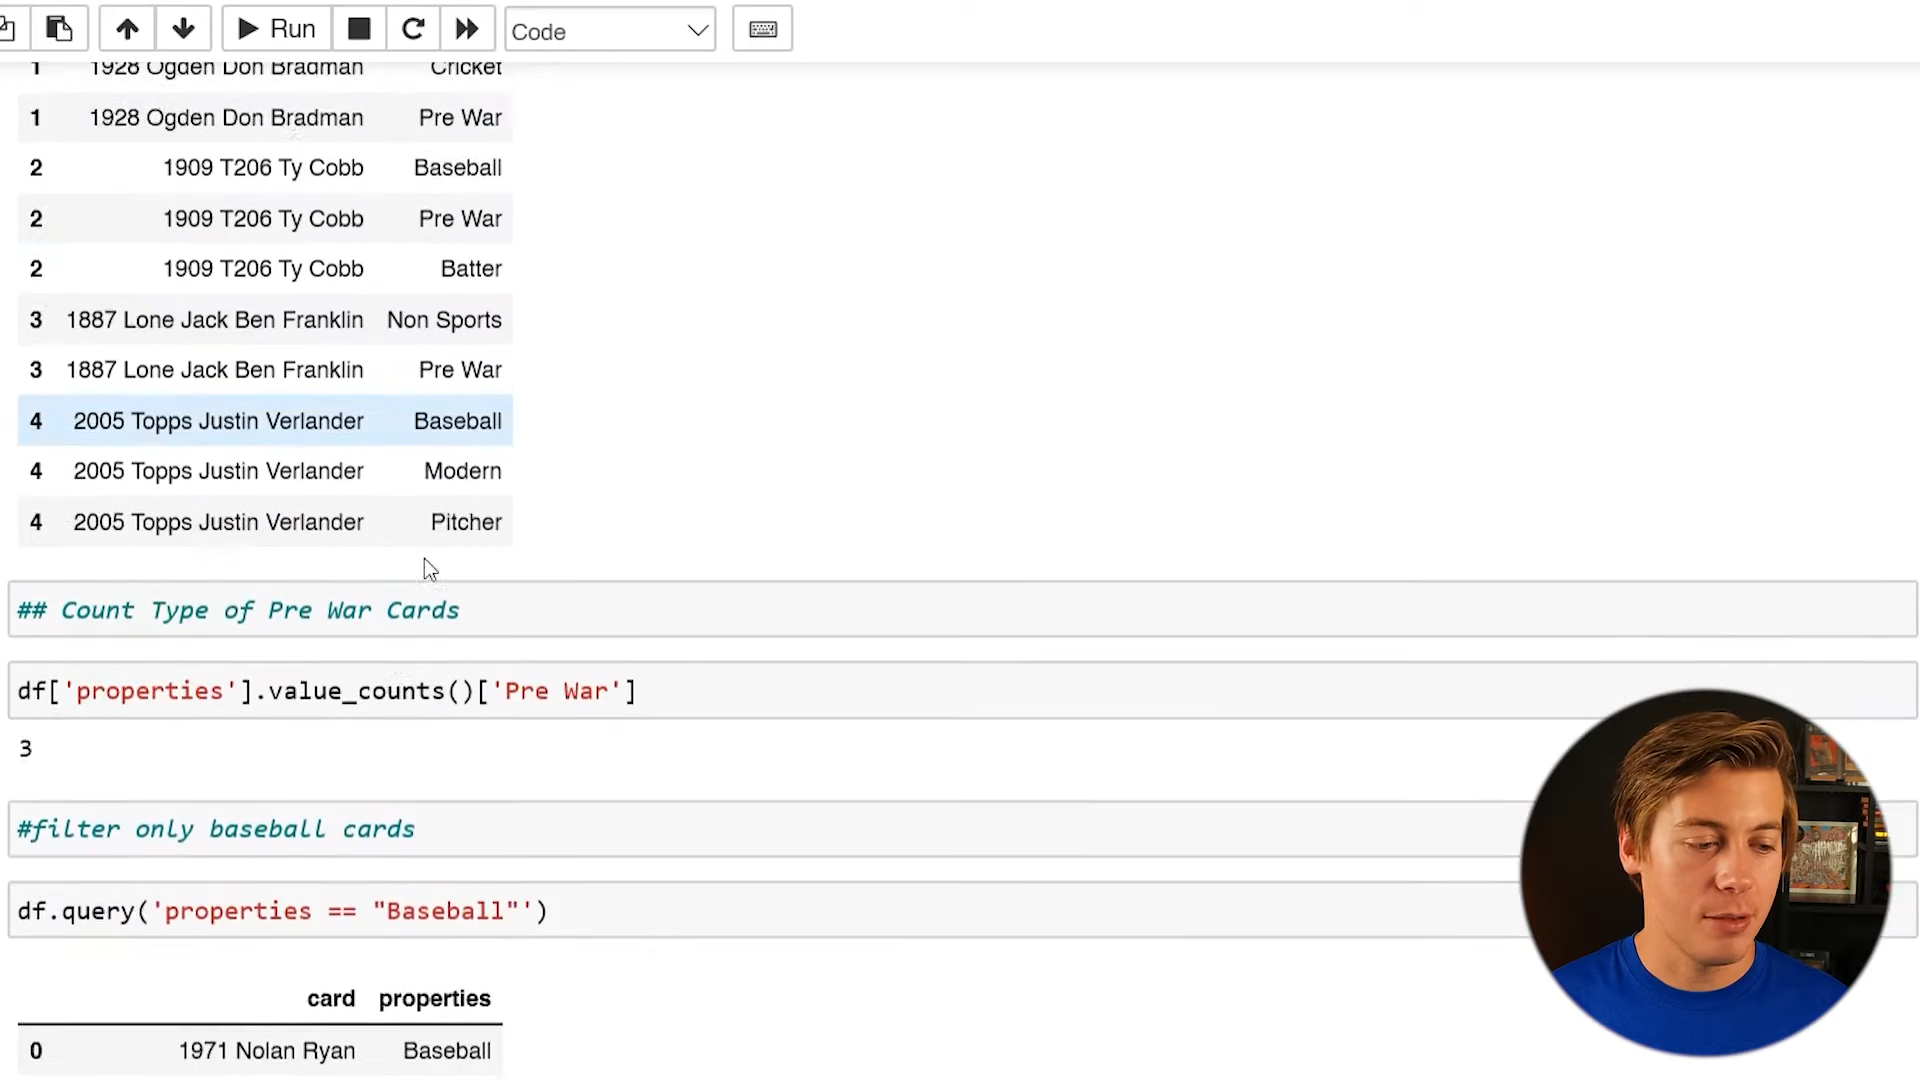 Run Code
1 1928 Ogden Don Bradman Cricket
1 1928 Ogden Don Bradman Pre War
2 1909 T206 Ty Cobb Baseball
2 1909 T206 Ty Cobb Pre War
2 1909 T206 Ty Cobb Batter
3 1887 Lone Jack Ben Franklin Non Sports
3 1887 Lone Jack Ben Franklin Pre War
4 2005 Topps Justin Verlander Baseball
4 2005 Topps Justin Verlander Modern
4 2005 Topps Justin Verlander Pitcher
## Count Type of Pre War Cards
df['properties'].value_counts()['Pre War']
3
#filter only baseball cards
df.query('properties == "Baseball"')
card properties
0 1971 Nolan Ryan Baseball